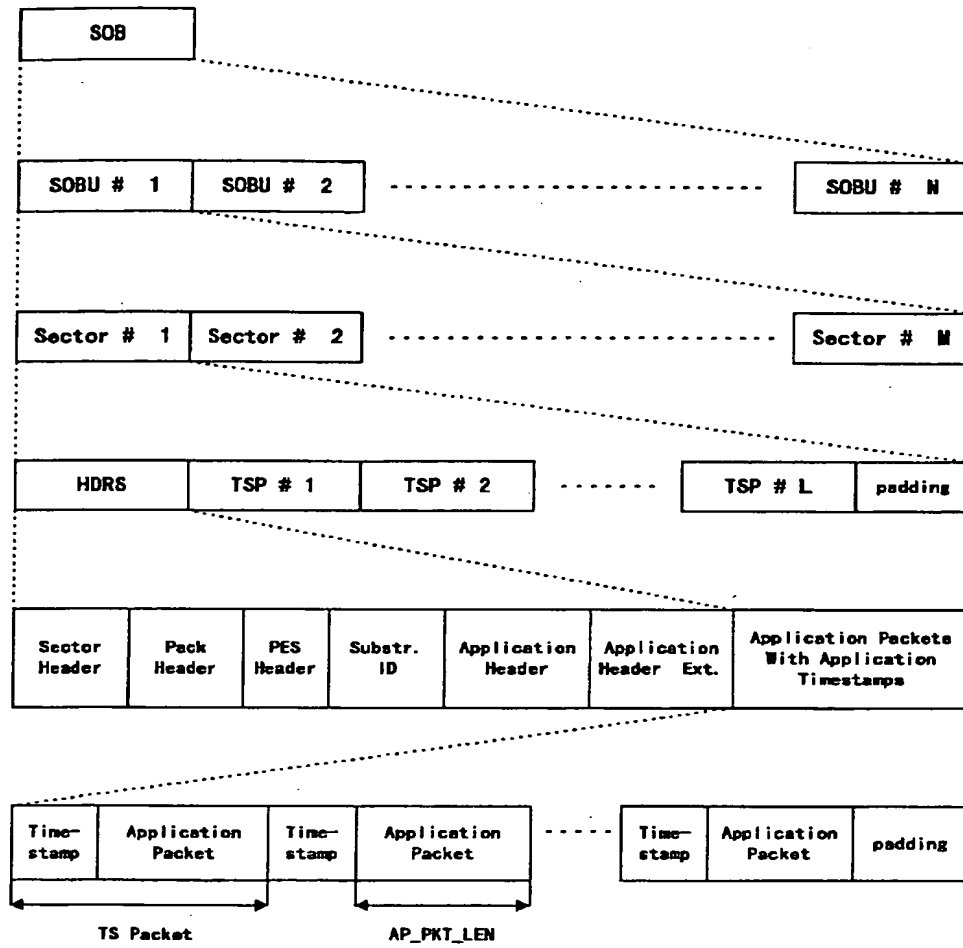 SOB
SOBU # 1 SOBU # 2 SOBU # N
Sector # 1 Sector # 2 Sector # M
HDRS TSP # 1 TSP # 2 TSP # L padding
Sector Header
Pack Header
PES Header
Substr. ID
Application Header
Application Header Ext.
Application Packets
With Application
Timestamps
Time-
stamp
Application
Packet
Time-
stamp
Application
Packet
Time-
stamp
Application
Packet
padding
TS Packet
AP_PKT_LEN